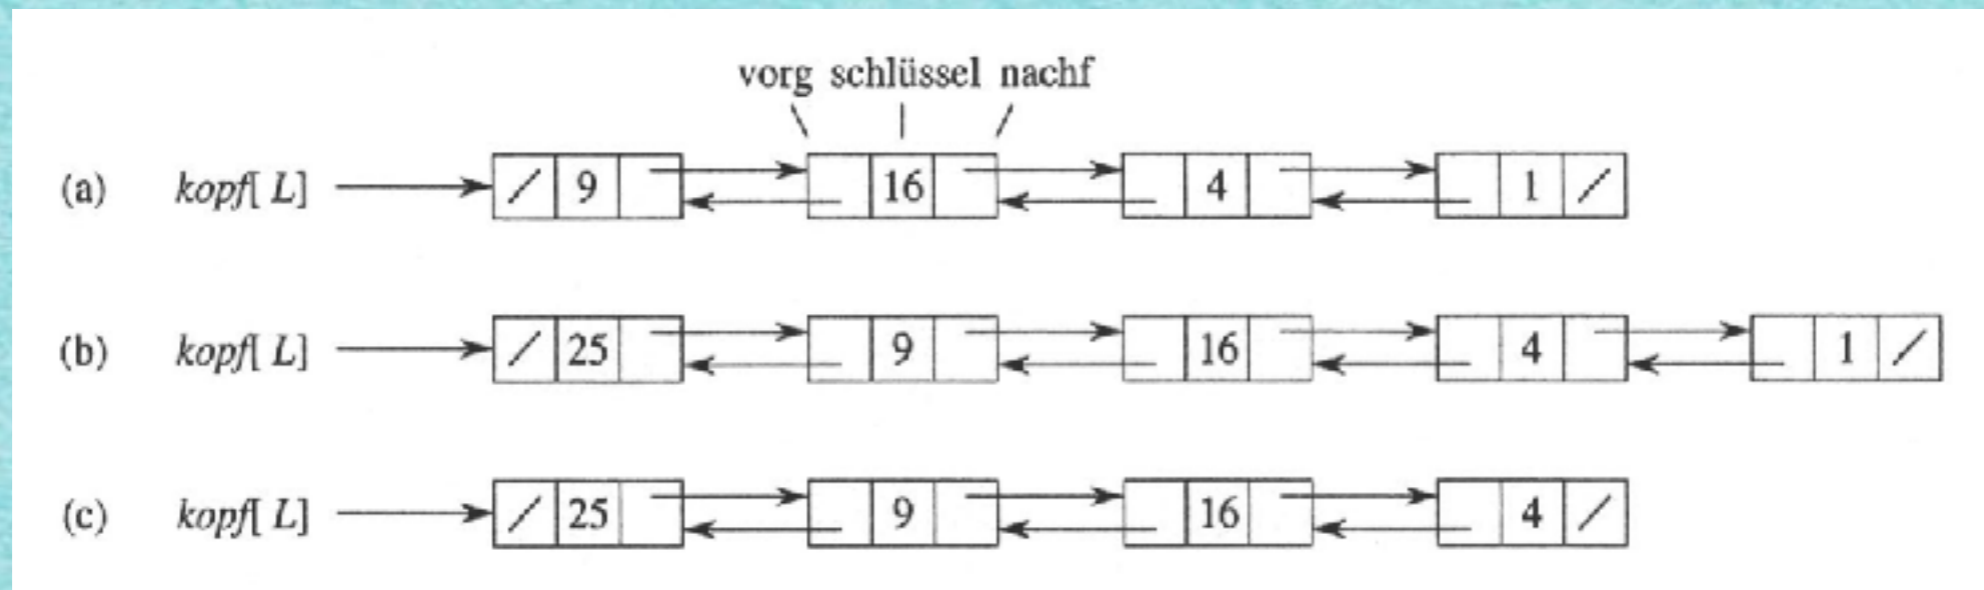 vorg schlüssel nachf
(a) kopf[ L] / 9 16 4 1 /
(b) kopf[ L] / 25 9 16 4 1 /
(c) kopf[ L] / 25 9 16 4 /